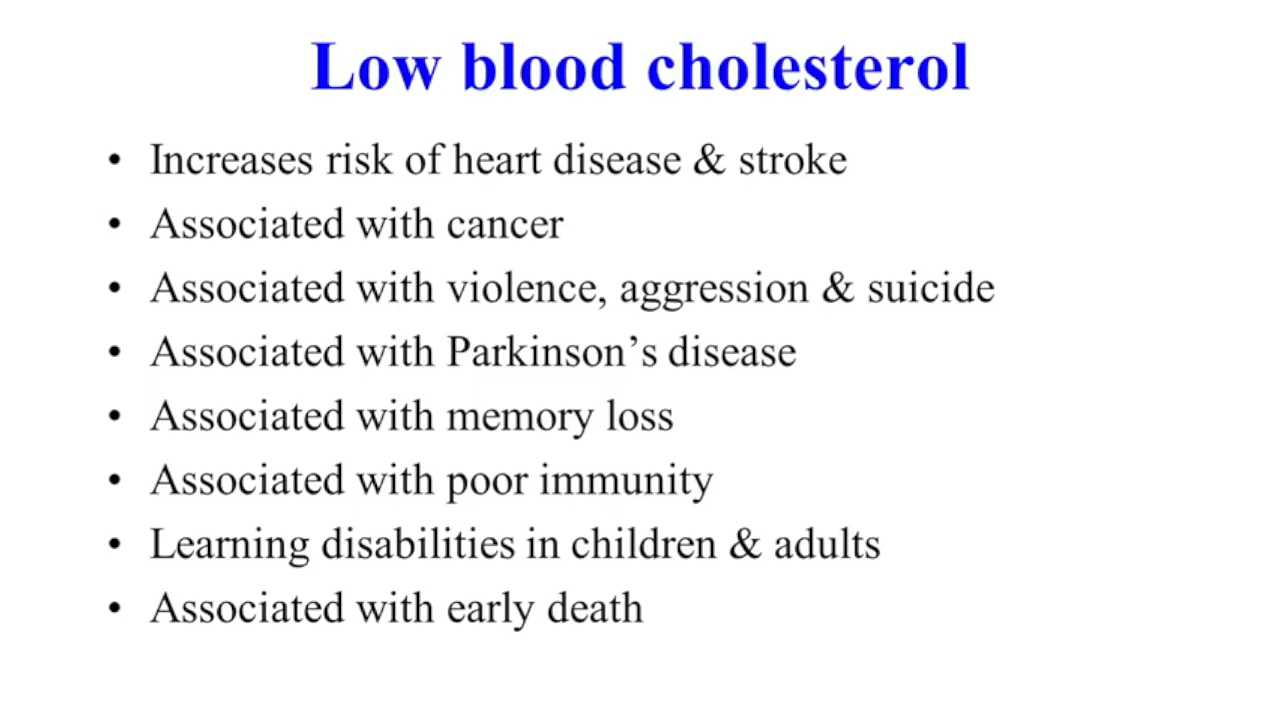 Low blood cholesterol
• Increases risk of heart disease & stroke
• Associated with cancer
• Associated with violence, aggression & suicide
• Associated with Parkinson’s disease
• Associated with memory loss
• Associated with poor immunity
• Learning disabilities in children & adults
• Associated with early death